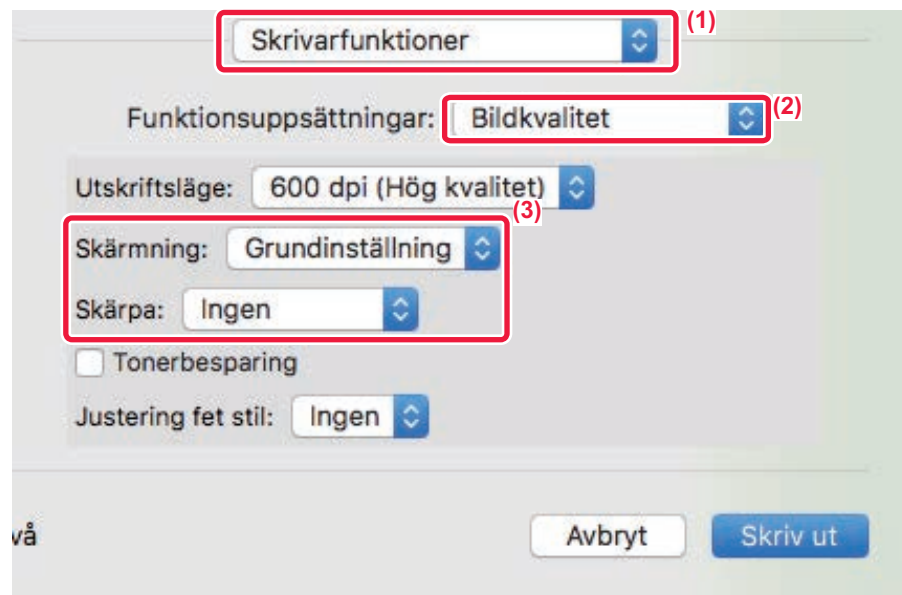 Skrivarfunktioner (1)
Funktionsuppsättningar: Bildkvalitet (2)
Utskriftsläge: 600 dpi (Hög kvalitet)
(3)
Skärmning: Grundinställning
Skärpa: Ingen
Tonerbesparing
Justering fet stil: Ingen
vå Avbryt Skriv ut